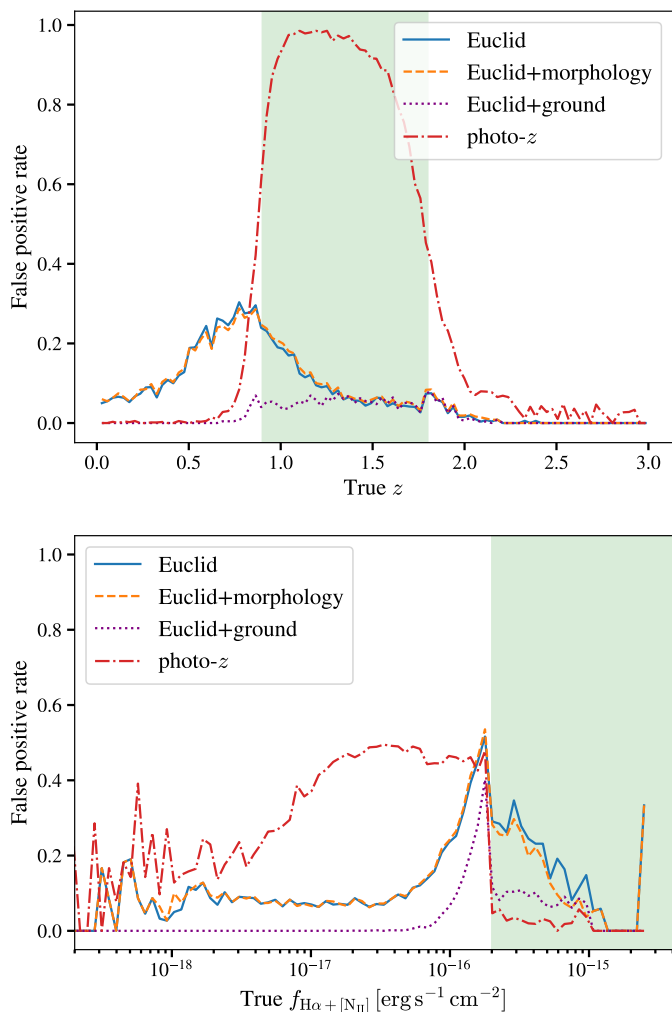 1.0
0.8
0.6
0.4
0.2
0.0
False positive rate
Euclid
Euclid+morphology
Euclid+ground
photo-z
0.0 0.5 1.0 1.5 2.0 2.5 3.0
True z
1.0
0.8
0.6
0.4
0.2
0.0
False positive rate
Euclid
Euclid+morphology
Euclid+ground
photo-z
10⁻¹⁸ 10⁻¹⁷ 10⁻¹⁶ 10⁻¹⁵
True f_Hα+[NII] [erg s⁻¹ cm⁻²]